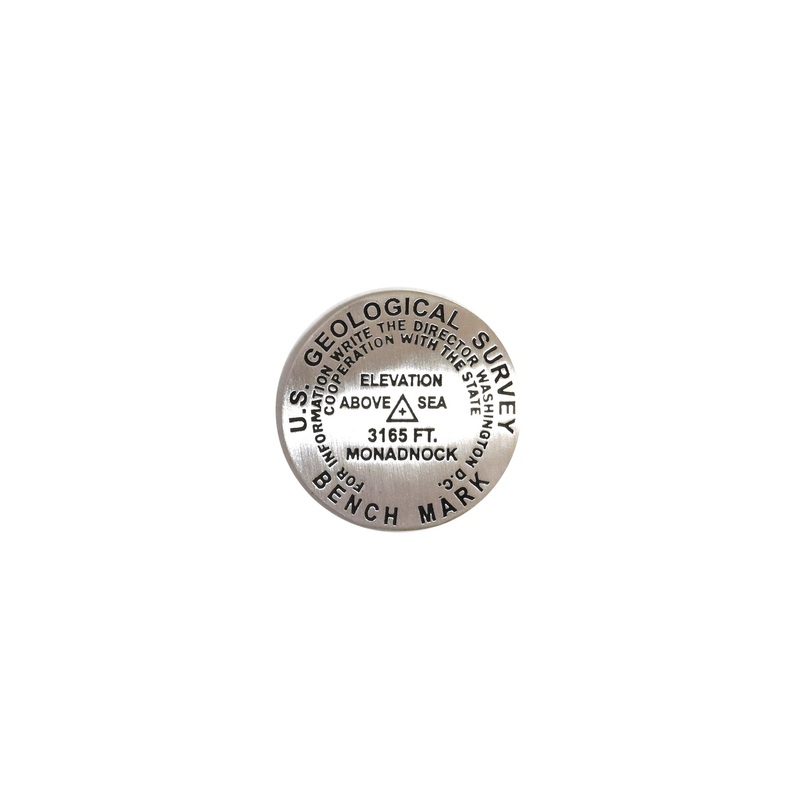 U.S. GEOLOGICAL SURVEY
FOR INFORMATION WRITE THE DIRECTOR WASHINGTON D.C.
COOPERATION WITH THE STATE
ELEVATION
ABOVE SEA
3165 FT.
MONADNOCK
BENCH MARK